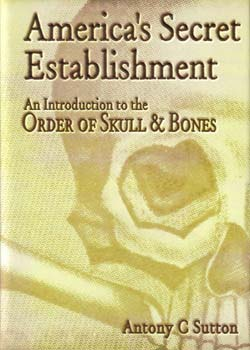 America's Secret
Establishment
An Introduction to the
ORDER OF SKULL & BONES
Antony C Sutton